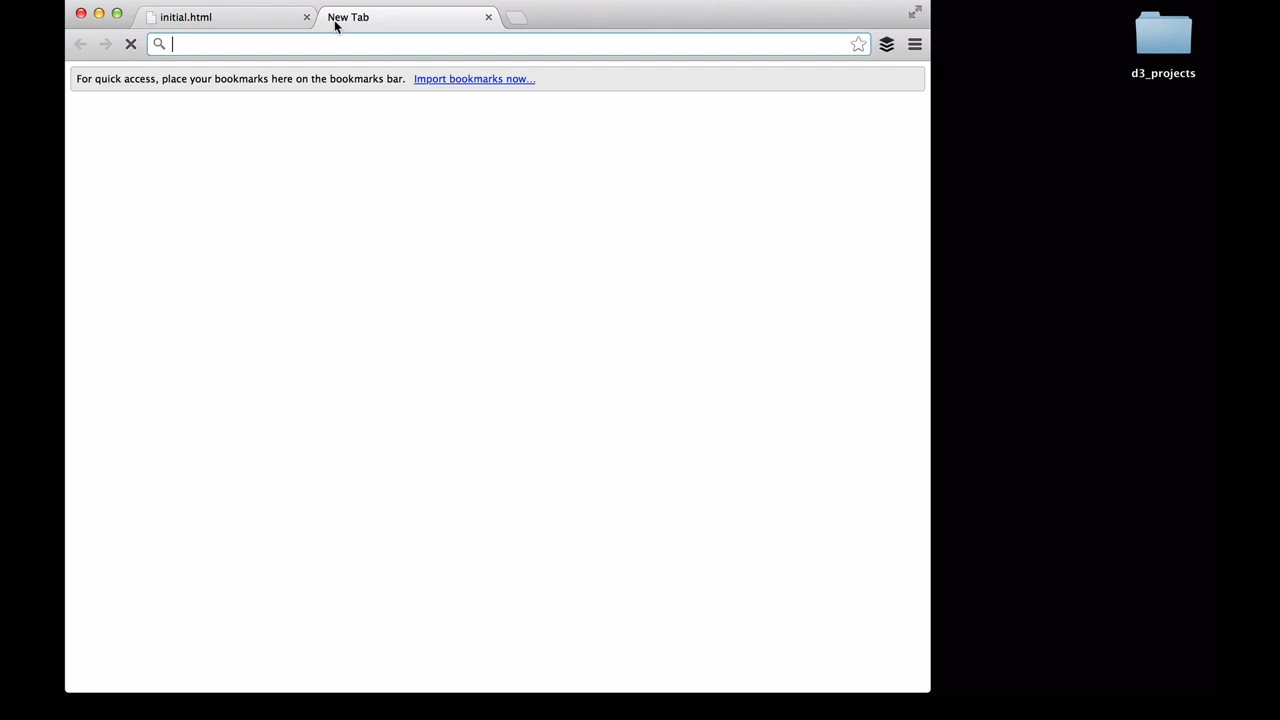 initial.html
New Tab
For quick access, place your bookmarks here on the bookmarks bar. Import bookmarks now...
d3_projects